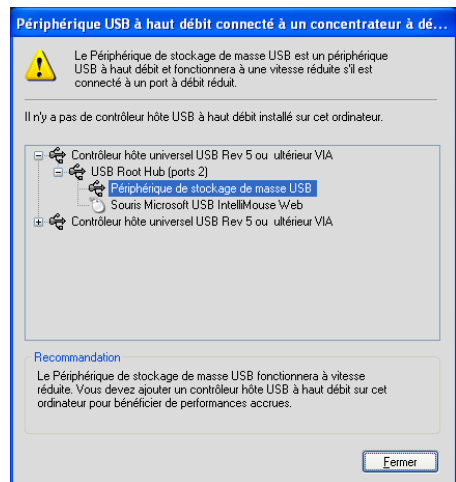 Périphérique USB à haut débit connecté à un concentrateur à dé...
Le Périphérique de stockage de masse USB est un périphérique
USB à haut débit et fonctionnera à une vitesse réduite s'il est
connecté à un port à débit réduit.
Il n'y a pas de contrôleur hôte USB à haut débit installé sur cet ordinateur.
Contrôleur hôte universel USB Rev 5 ou ultérieur VIA
USB Root Hub (ports 2)
Périphérique de stockage de masse USB
Souris Microsoft USB IntelliMouse Web
Contrôleur hôte universel USB Rev 5 ou ultérieur VIA
Recommandation
Le Périphérique de stockage de masse USB fonctionnera à vitesse
réduite. Vous devez ajouter un contrôleur hôte USB à haut débit sur cet
ordinateur pour bénéficier de performances accrues.
Fermer